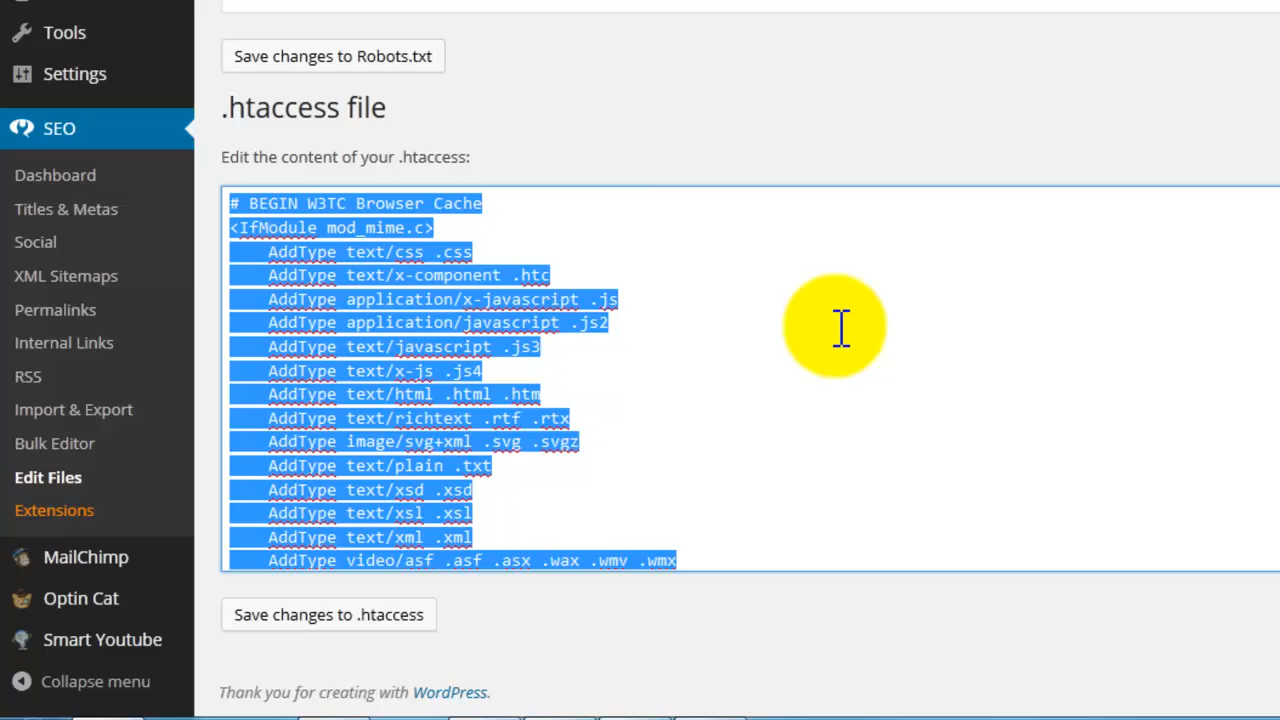 Tools
Settings
SEO
Dashboard
Titles & Metas
Social
XML Sitemaps
Permalinks
Internal Links
RSS
Import & Export
Bulk Editor
Edit Files
Extensions
MailChimp
Optin Cat
Smart Youtube
Collapse menu
Save changes to Robots.txt
.htaccess file
Edit the content of your .htaccess:
# BEGIN W3TC Browser Cache
<IfModule mod_mime.c>
    AddType text/css .css
    AddType text/x-component .htc
    AddType application/x-javascript .js
    AddType application/javascript .js2
    AddType text/javascript .js3
    AddType text/x-js .js4
    AddType text/html .html .htm
    AddType text/richtext .rtf .rtx
    AddType image/svg+xml .svg .svgz
    AddType text/plain .txt
    AddType text/xsd .xsd
    AddType text/xsl .xsl
    AddType text/xml .xml
    AddType video/asf .asf .asx .wax .wmv .wmx
Save changes to .htaccess
Thank you for creating with WordPress.